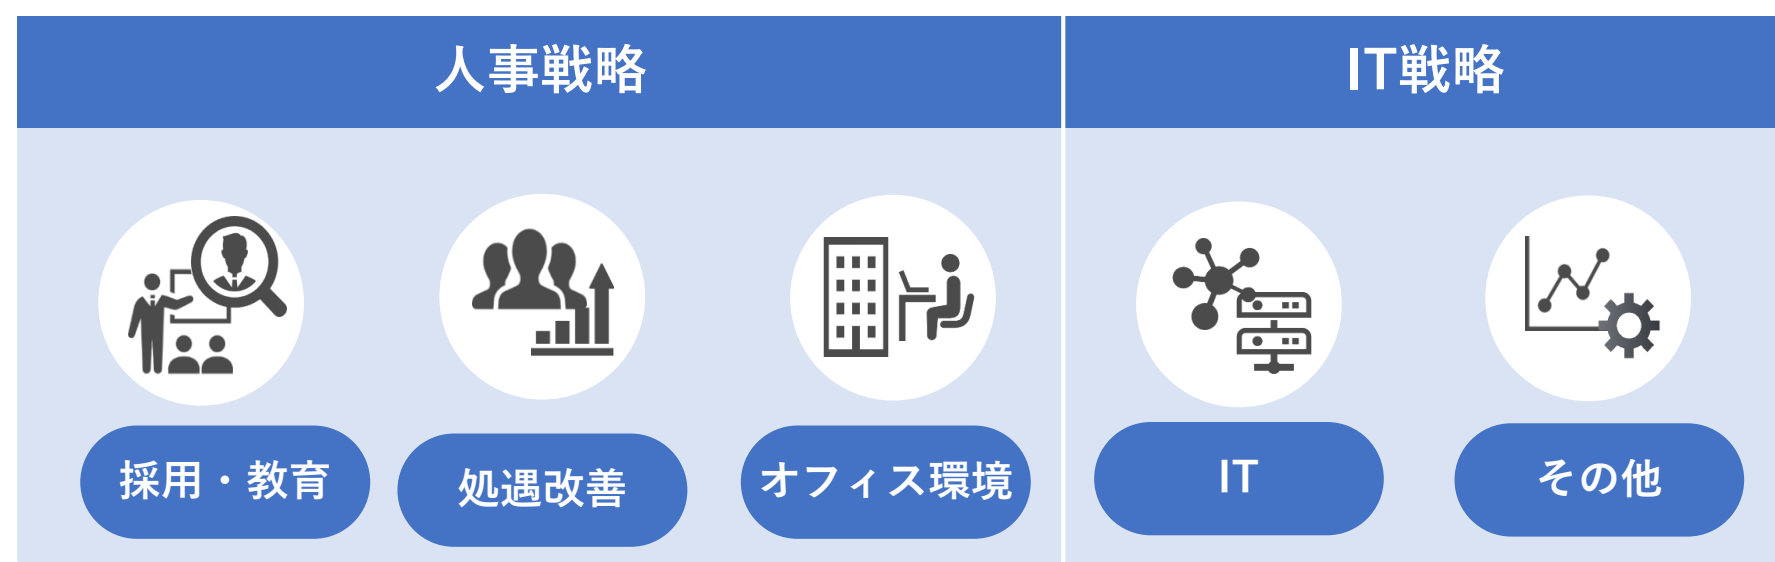 人事戦略
IT戦略
採用・教育
処遇改善
オフィス環境
IT
その他